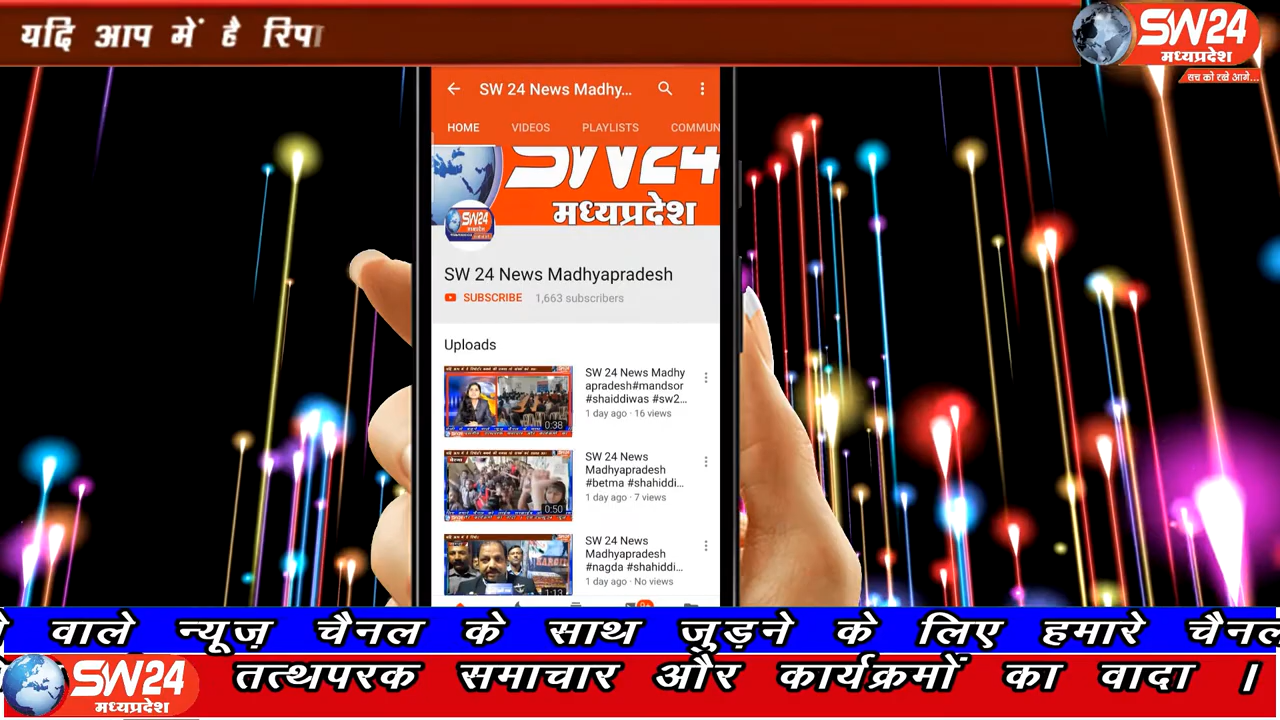 यदि आप में है रिपा
SW24
मध्यप्रदेश
सच को रखे आगे...
SW 24 News Madhy...
HOME VIDEOS PLAYLISTS COMMUN
SW24
मध्यप्रदेश
SW24
SW 24 News Madhyapradesh
SUBSCRIBE 1,663 subscribers
Uploads
SW 24 News Madhy
apradesh#mandsor
#shaiddiwas #sw2...
1 day ago · 16 views
0:38
SW 24 News
Madhyapradesh
#betma #shahiddi...
1 day ago · 7 views
0:50
SW 24 News
Madhyapradesh
#nagda #shahiddi...
1 day ago · No views
1:13
वाले न्यूज़ चैनल के साथ जुड़ने के लिए हमारे चैनल
SW24
मध्यप्रदेश
तत्थपरक समाचार और कार्यक्रमों का वादा ।